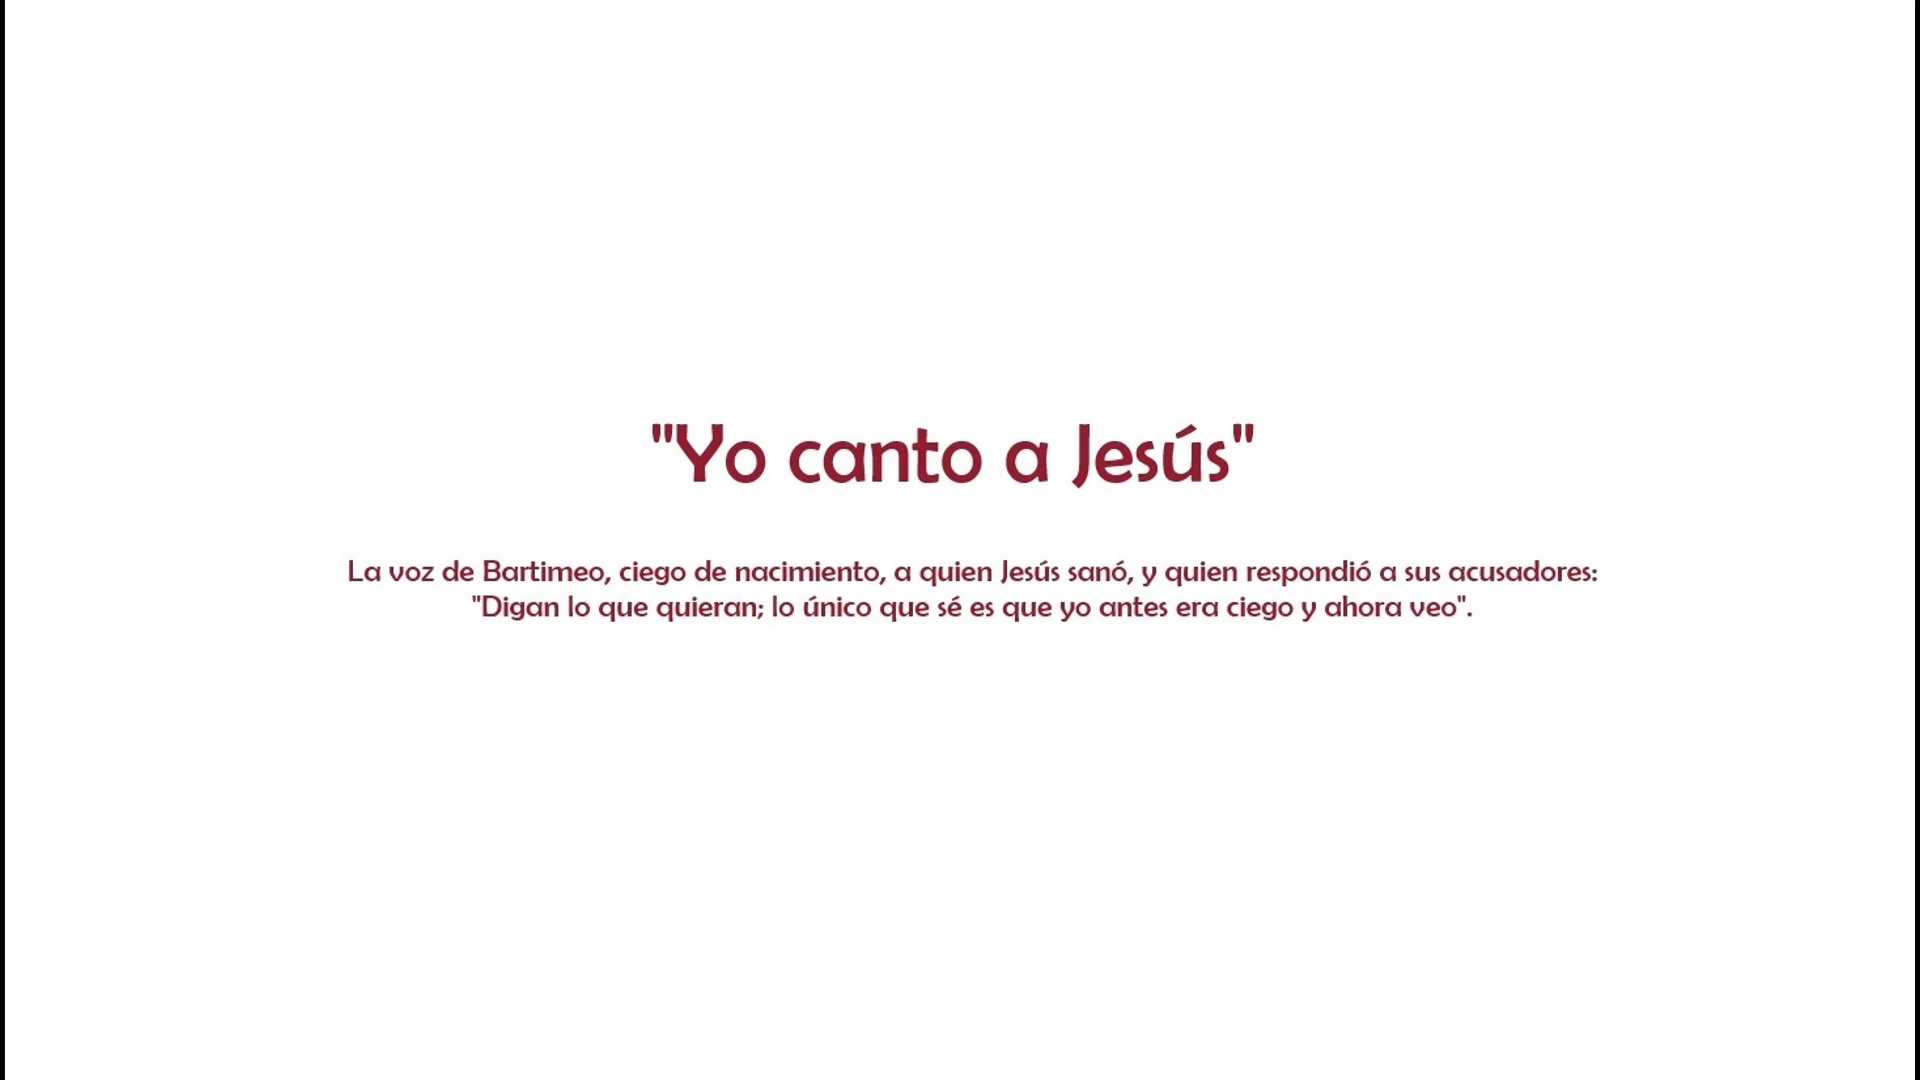 "Yo canto a Jesús"
La voz de Bartimeo, ciego de nacimiento, a quien Jesús sanó, y quien respondió a sus acusadores:
"Digan lo que quieran; lo único que sé es que yo antes era ciego y ahora veo".